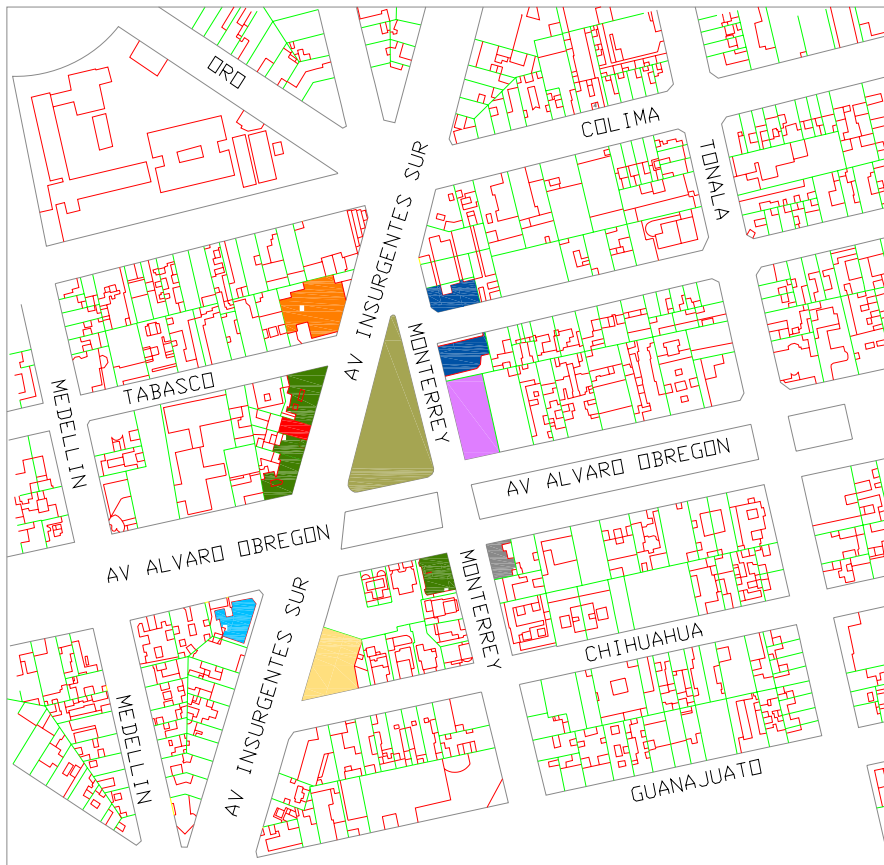 ORO
COLIMA
TONALA
AV INSURGENTES SUR
MONTERREY
TABASCO
MEDELLIN
AV ALVARO OBREGON
AV ALVARO OBREGON
MONTERREY
AV INSURGENTES SUR
CHIHUAHUA
MEDELLIN
GUANAJUATO